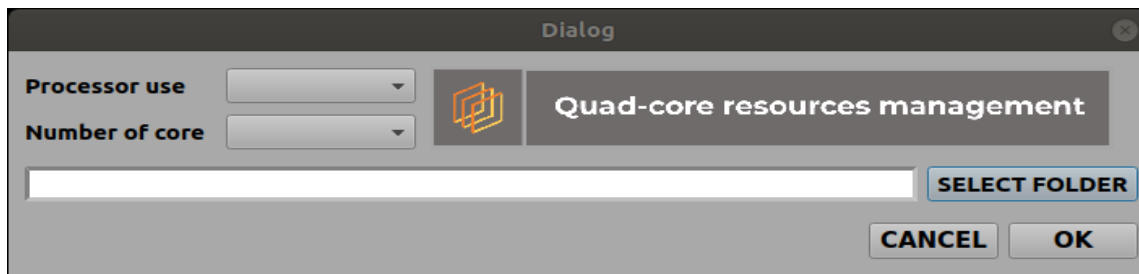 Dialog
Processor use
Quad-core resources management
Number of core
SELECT FOLDER
CANCEL OK